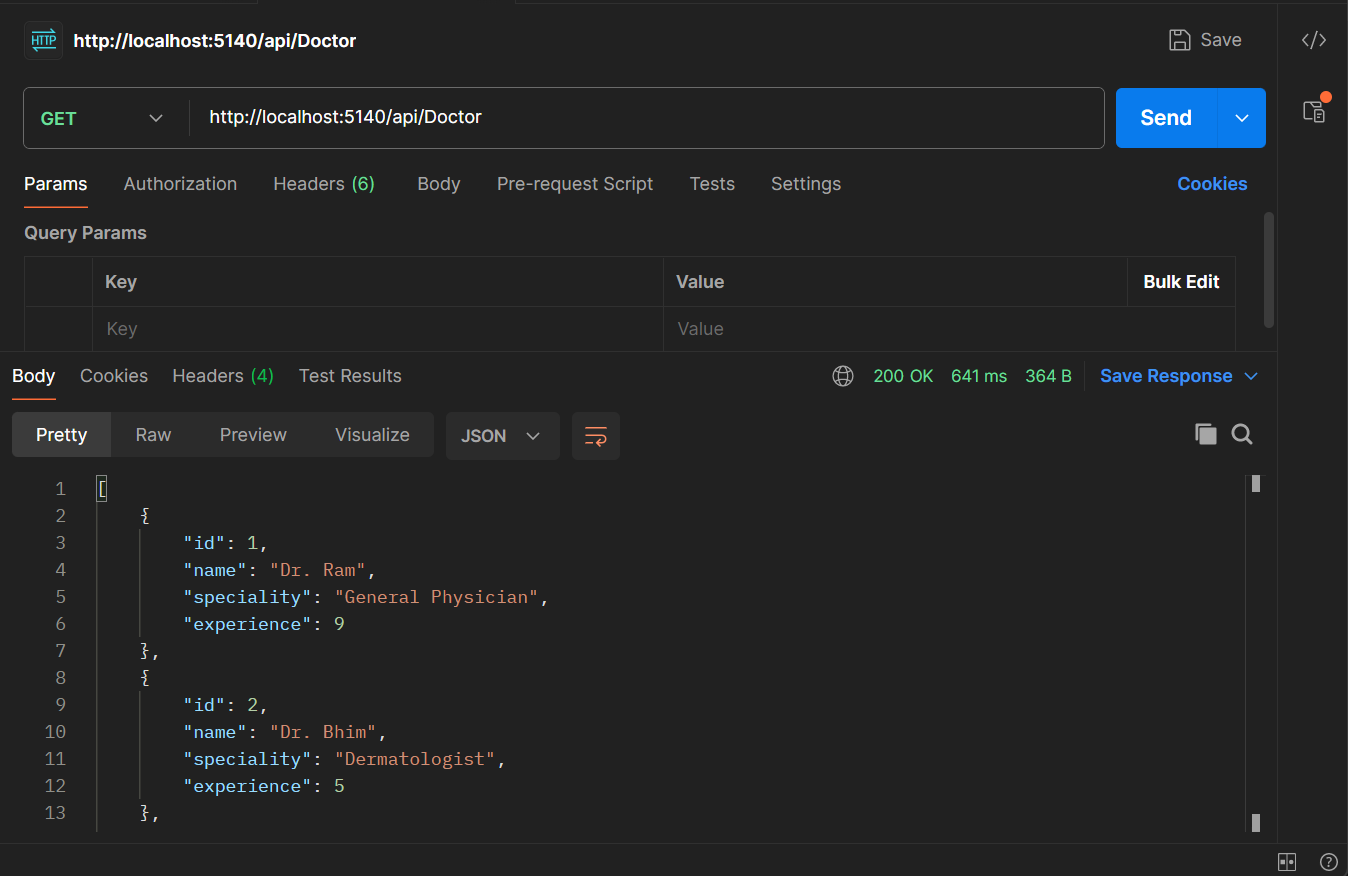 HTTP http://localhost:5140/api/Doctor Save
GET http://localhost:5140/api/Doctor Send
Params Authorization Headers (6) Body Pre-request Script Tests Settings Cookies
Query Params
Key Value Bulk Edit
Key Value
Body Cookies Headers (4) Test Results 200 OK 641 ms 364 B Save Response
Pretty Raw Preview Visualize JSON
1 [
2 {
3 "id": 1,
4 "name": "Dr. Ram",
5 "speciality": "General Physician",
6 "experience": 9
7 },
8 {
9 "id": 2,
10 "name": "Dr. Bhim",
11 "speciality": "Dermatologist",
12 "experience": 5
13 },